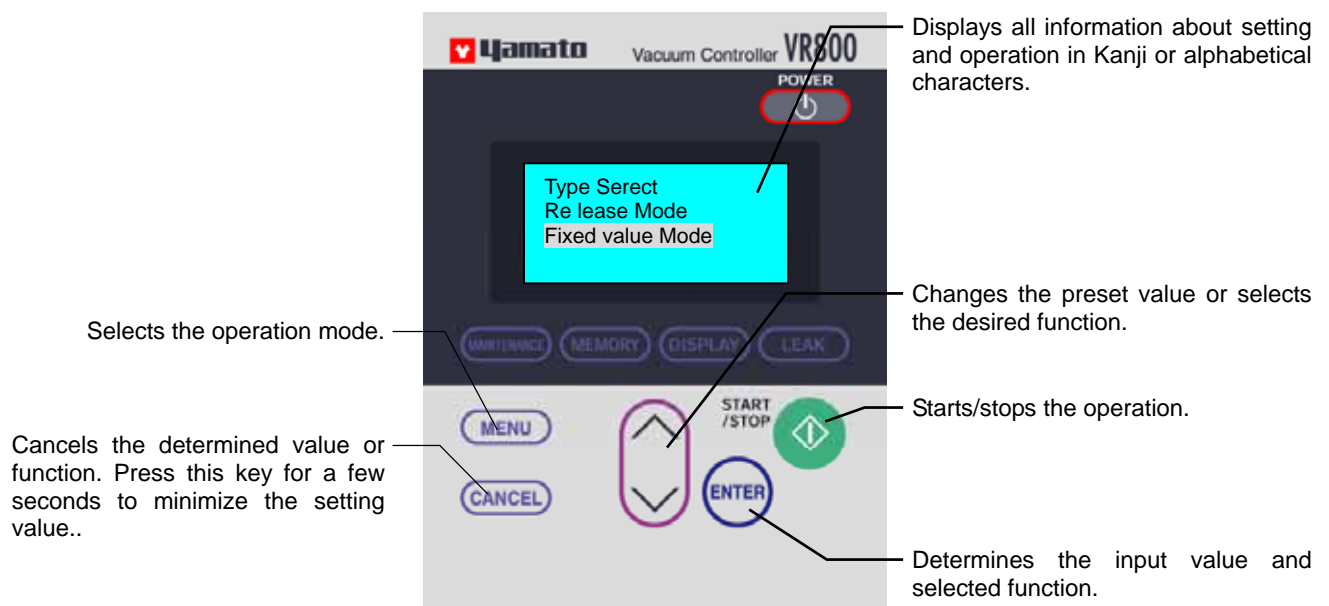 Yamato
Vacuum Controller VR800
POWER
Displays all information about setting
and operation in Kanji or alphabetical
characters.
Type Serect
Re lease Mode
Fixed value Mode
Changes the preset value or selects
the desired function.
Selects the operation mode.
MAINTENANCE MEMORY DISPLAY LEAK
MENU
START
/STOP
Starts/stops the operation.
Cancels the determined value or
function. Press this key for a few
seconds to minimize the setting
value..
CANCEL
ENTER
Determines the input value and
selected function.